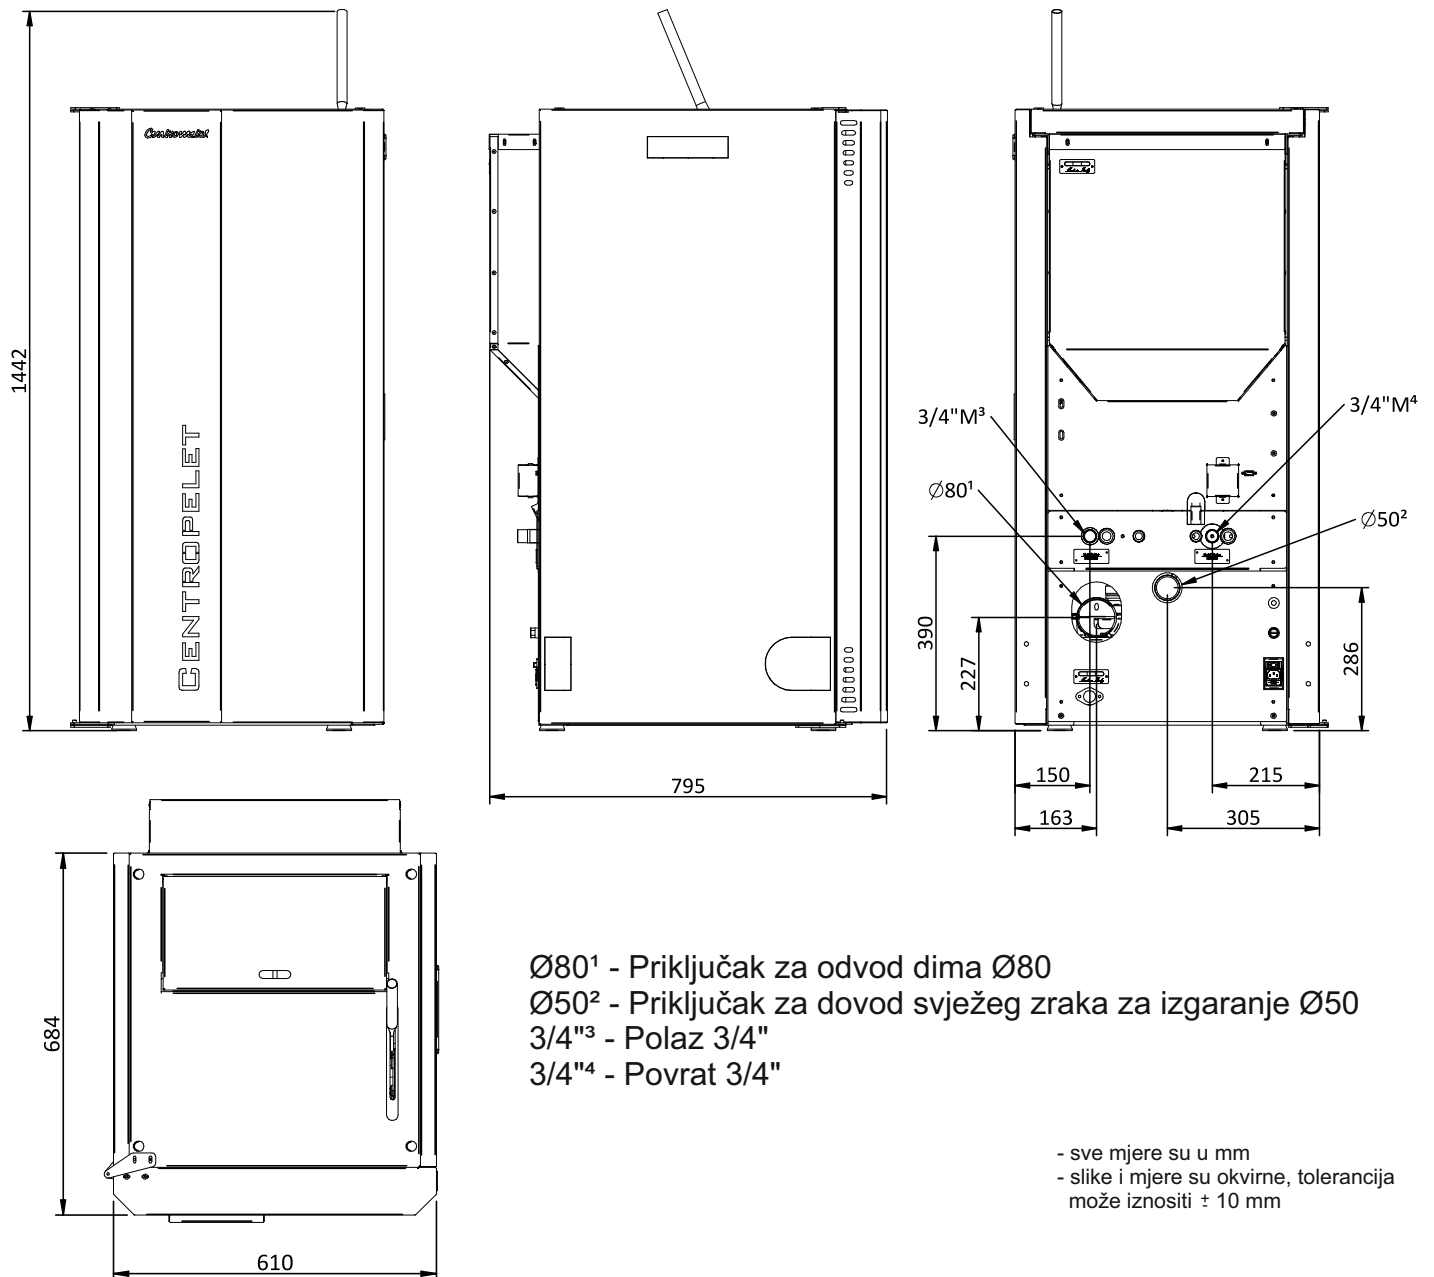 1442
Centrometal
CENTROPELET
795
3/4"M³
Ø80¹
3/4"M⁴
Ø50²
390
227
286
150
215
163
305
684
610
Ø80¹ - Priključak za odvod dima Ø80
Ø50² - Priključak za dovod svježeg zraka za izgaranje Ø50
3/4"³ - Polaz 3/4"
3/4"⁴ - Povrat 3/4"
- sve mjere su u mm
- slike i mjere su okvirne, tolerancija
može iznositi ± 10 mm